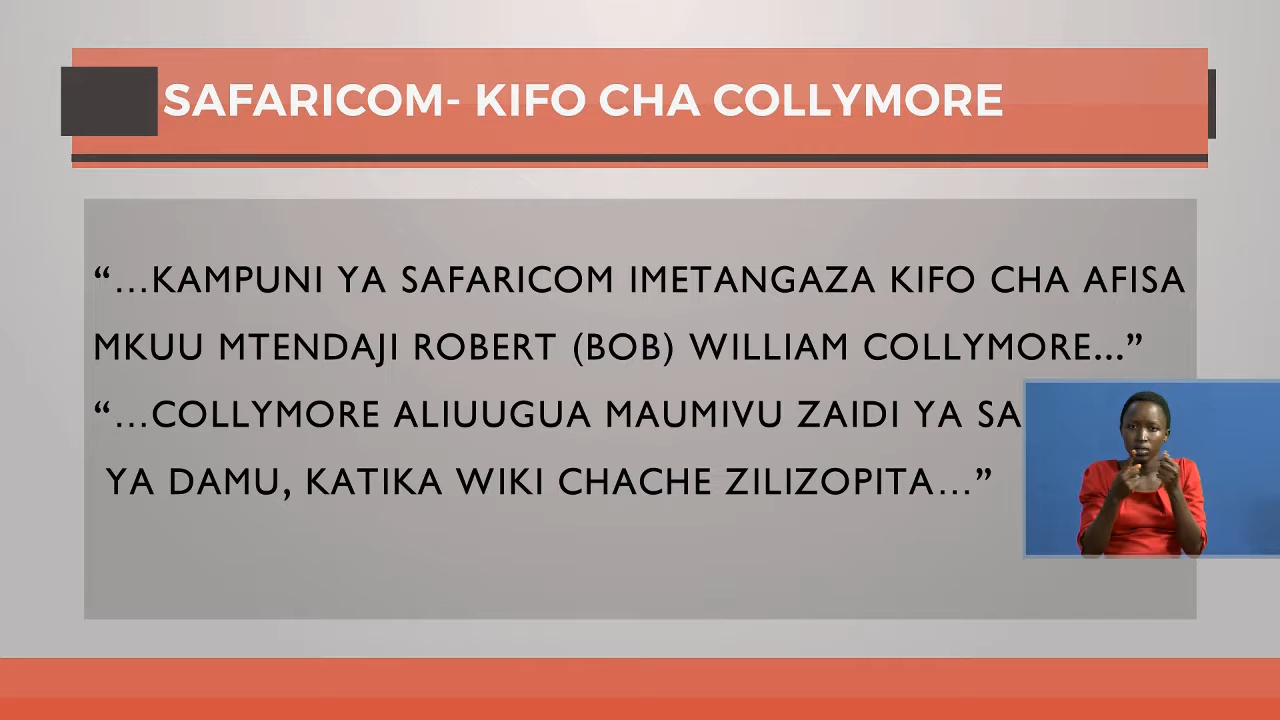 SAFARICOM- KIFO CHA COLLYMORE
“...KAMPUNI YA SAFARICOM IMETANGAZA KIFO CHA AFISA
MKUU MTENDAJI ROBERT (BOB) WILLIAM COLLYMORE...”
“...COLLYMORE ALIUUGUA MAUMIVU ZAIDI YA
YA DAMU, KATIKA WIKI CHACHE ZILIZOPITA...”